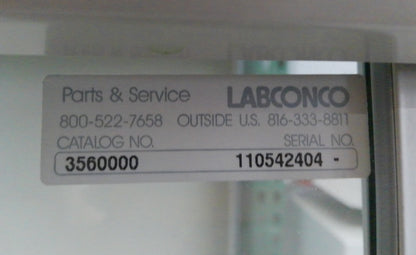 Parts & Service LABCONCO
800-522-7658 OUTSIDE U.S. 816-333-8811
CATALOG NO. SERIAL NO.
3560000 110542404 -